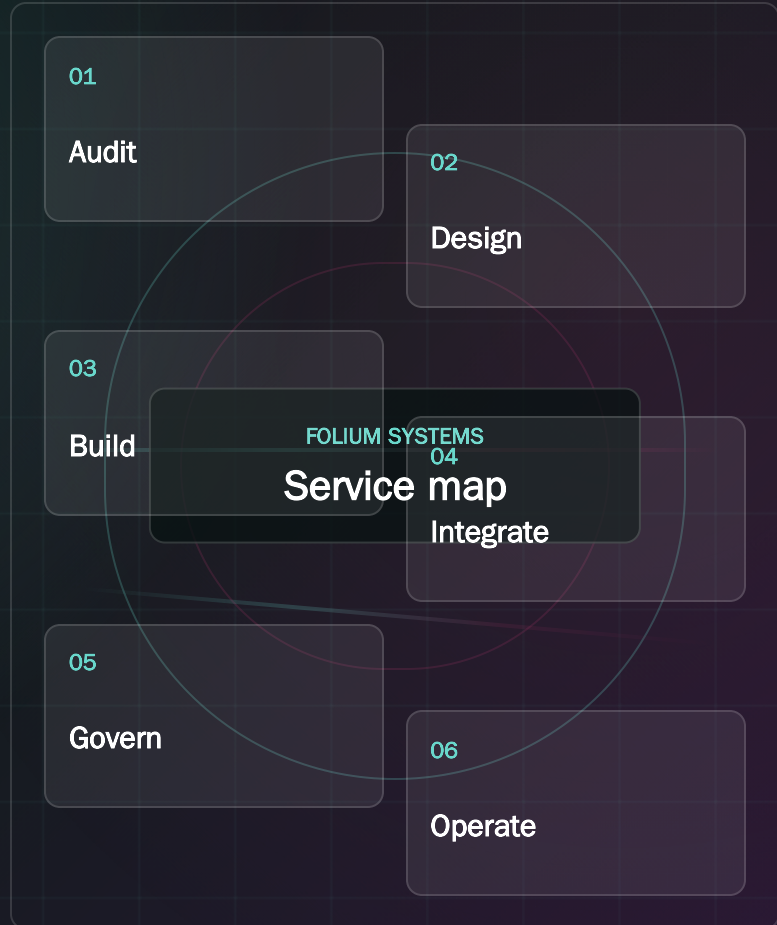 01
Audit
02
Design
03
Build
FOLIUM SYSTEMS
Service map
04
Integrate
05
Govern
06
Operate